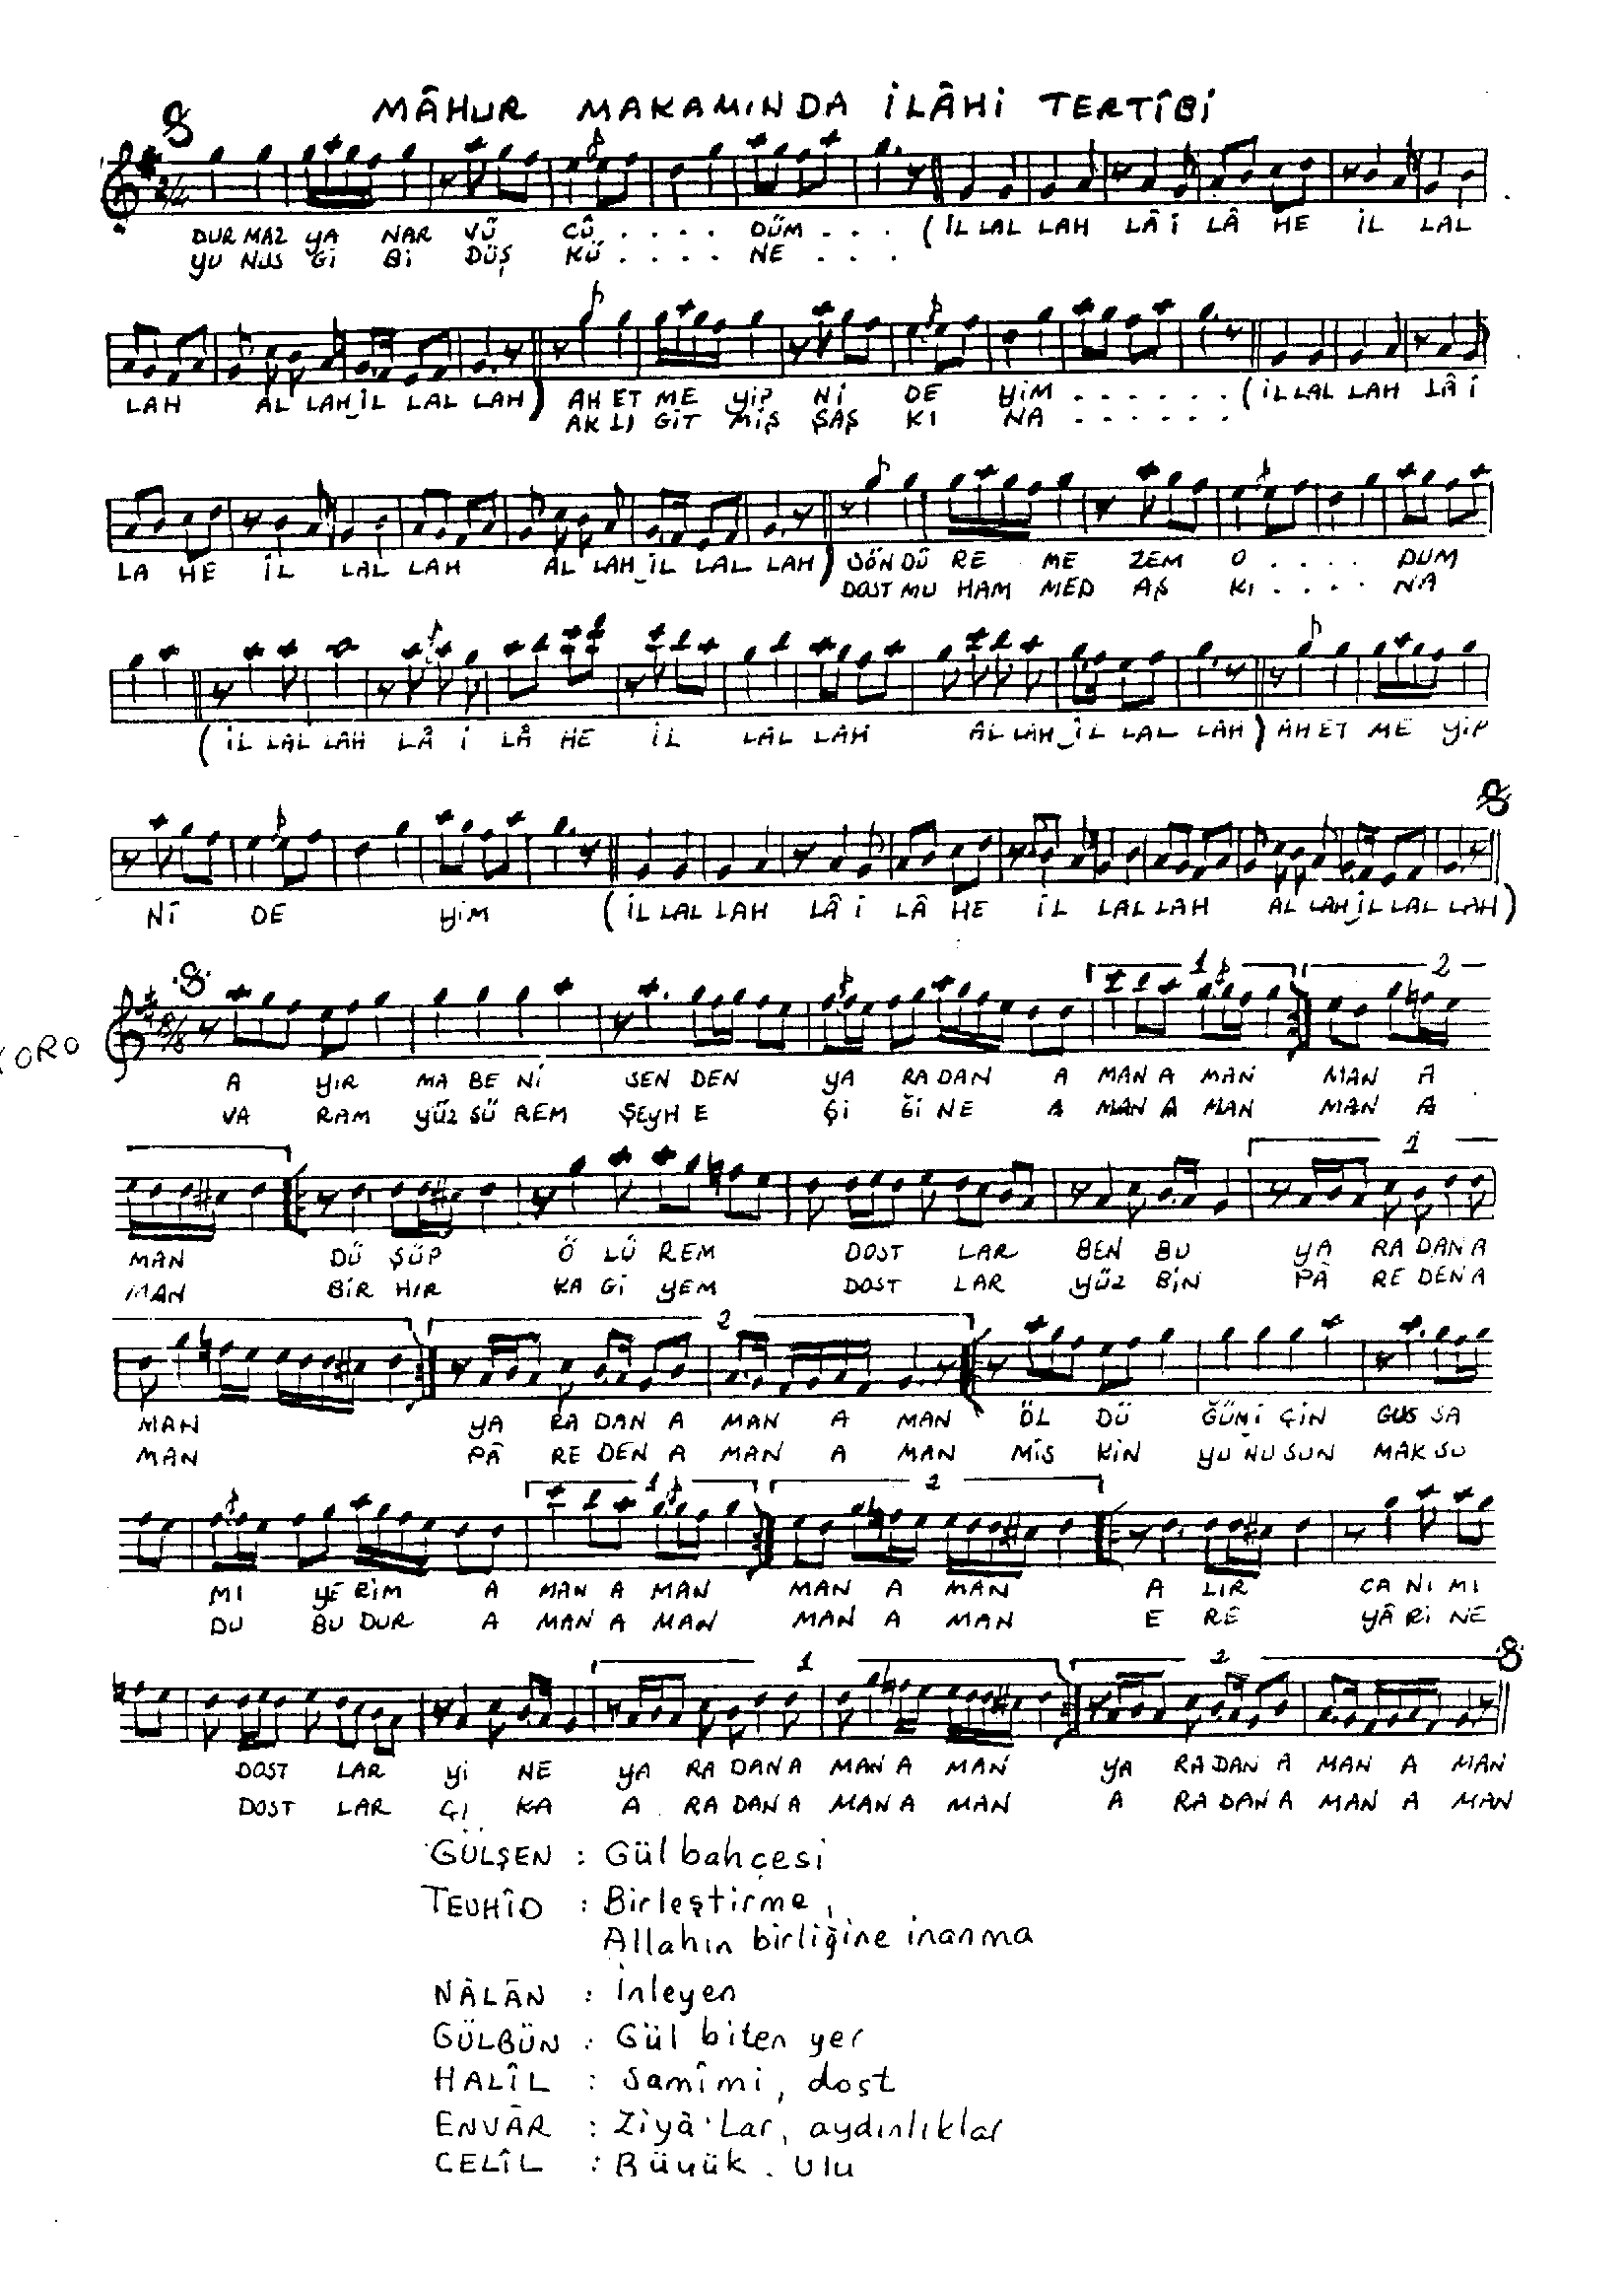 MÂHUR MAKAMINDA İLÂHİ TERTÎBİ
2/4
DUR MAZ YA NAR VÜ CÛ . . . . DÜM . . . (İL LAL LAH LÂ İ LÂ HE İL LAL
YU NUS Gİ Bİ DÜŞ KÜ . . . . NE . . .
LAH AL LAH İL LAL LAH) AH ET ME YİP Nİ DE YİM . . . . . . (İL LAL LAH LÂ İ
AK LI GİT MİŞ ŞAŞ KI NA . . . . . .
LA HE İL LAL LAH AL LAH İL LAL LAH) SÖN DÜ RE ME ZEM O . . . . DUM
DOST MU HAM MED AŞ KI . . . . NA
(İL LAL LAH LÂ İ LÂ HE İL LAL LAH AL LAH İL LAL LAH) AH ET ME YİP
Nİ DE YİM (İL LAL LAH LÂ İ LÂ HE İL LAL LAH AL LAH İL LAL LAH)
1 2
KORO 8/8
A YIR MA BE Nİ SEN DEN YA RA DAN A MAN A MAN MAN A
VA RAM YÜZ SÜ REM ŞEYH E Şİ Ğİ NE A MAN A MAN MAN A
1
MAN DÜ ŞÜP Ö LÜ REM DOST LAR BEN BU YA RA DAN A
MAN BİR HIR KA Gİ YEM DOST LAR YÜZ BİN PÂ RE DEN A
2
MAN YA RA DAN A MAN A MAN ÖL DÜ ĞÜM İ ÇİN GUS SA
MAN PÂ RE DEN A MAN A MAN MİS KİN YU NU SUN MAK SU
1 2
MI YE RİM A MAN A MAN MAN A MAN A LIR CA NI MI
DU BU DUR A MAN A MAN MAN A MAN E RE YÂ Rİ NE
1 2
DOST LAR Yİ NE YA RA DAN A MAN A MAN YA RA DAN A MAN A MAN
DOST LAR ÇI KA A RA DAN A MAN A MAN A RA DAN A MAN A MAN
GÜLŞEN : Gül bahçesi
TEVHÎD : Birleştirme,
Allahın birliğine inanma
NÂLÂN : İnleyen
GÜLBÜN : Gül biten yer
HALÎL : Samîmi, dost
ENVÂR : Ziyâ'Lar, aydınlıklar
CELÎL : Büyük. Ulu